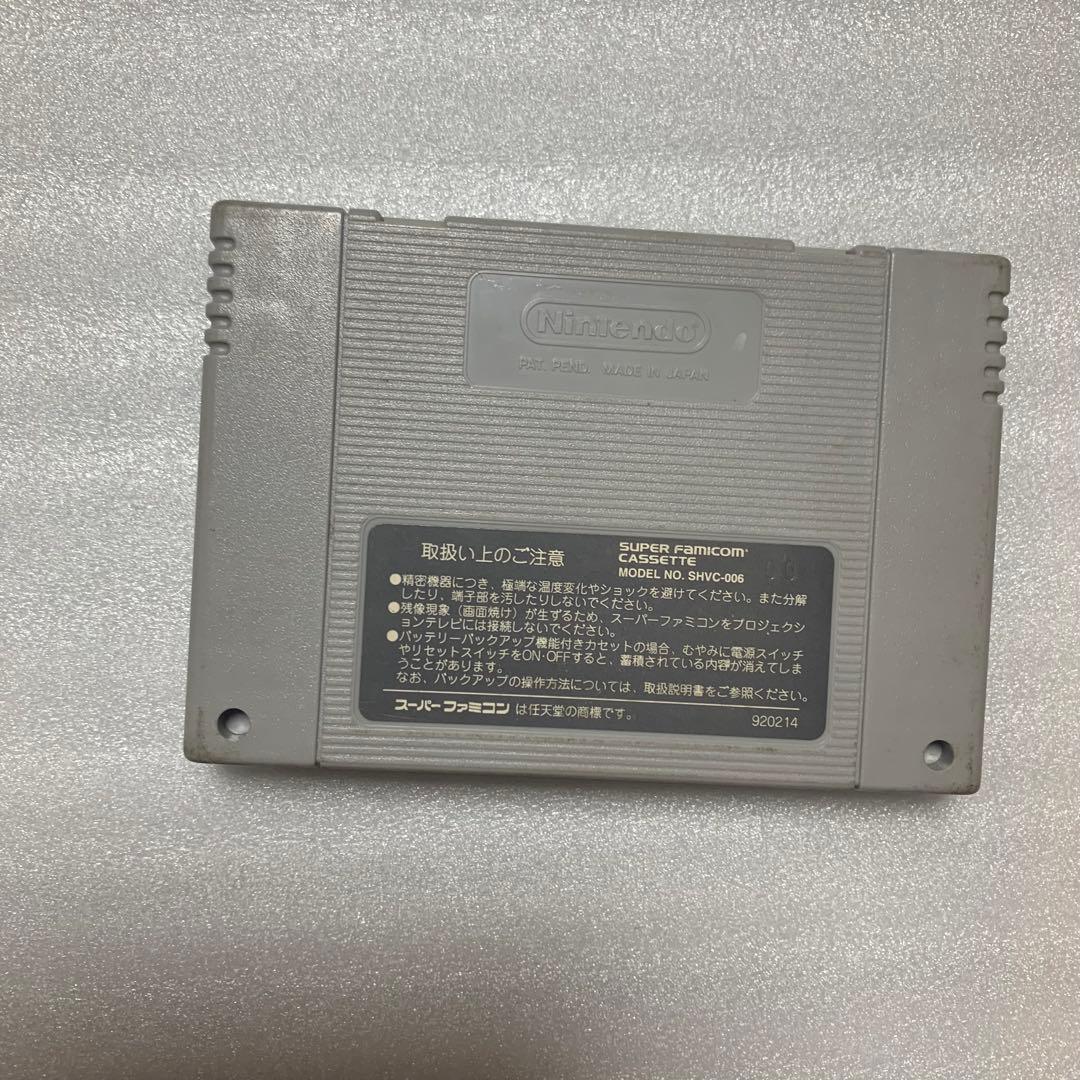 Nintendo
PAT. PEND. MADE IN JAPAN
取扱い上のご注意
SUPER FAMICOM
CASSETTE
MODEL NO. SHVC-006
●精密機器につき、極端な温度変化やショックを避けてください。また分解
したり、端子部を汚したりしないでください。
●残像現象(画面焼け)が生ずるため、スーパーファミコンをプロジェクシ
ョンテレビには接続しないでください。
●バッテリーバックアップ機能付きカセットの場合、むやみに電源スイッチ
やリセットスイッチをON・OFFすると、蓄積されている内容が消えてしま
うことがあります。
なお、バックアップの操作方法については、取扱説明書をご参照ください。
スーパーファミコン は任天堂の商標です。
920214